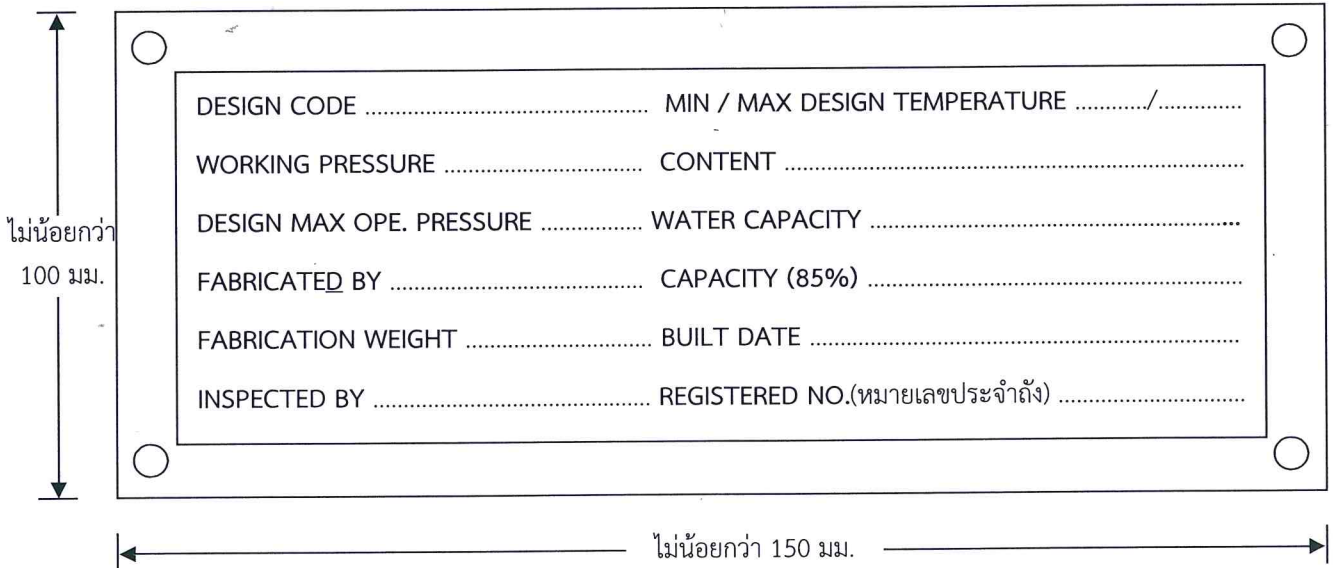 DESIGN CODE ........................................ MIN / MAX DESIGN TEMPERATURE ............/..............
WORKING PRESSURE .................................. CONTENT ................................................................................
DESIGN MAX OPE. PRESSURE ................. WATER CAPACITY ................................................................
ไม่น้อยกว่า
100 มม.
FABRICATED BY ............................................. CAPACITY (85%) ................................................................
FABRICATION WEIGHT ................................ BUILT DATE ..........................................................................
INSPECTED BY ................................................ REGISTERED NO.(หมายเลขประจำถัง) ................................
ไม่น้อยกว่า 150 มม.